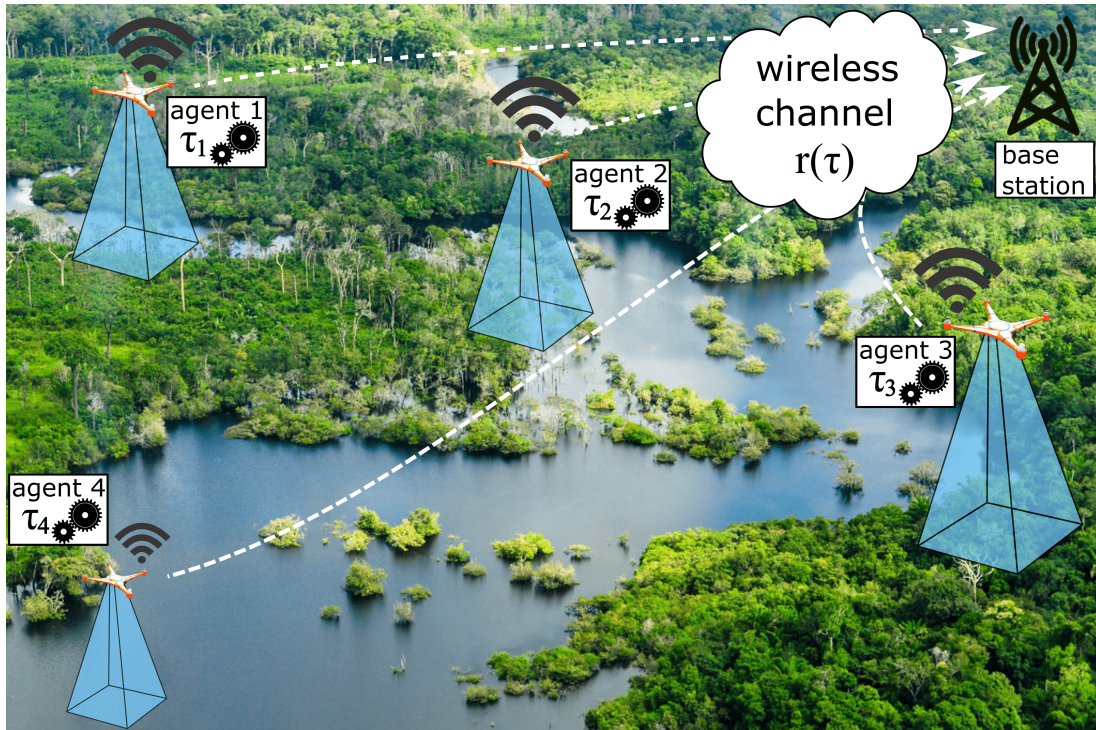 agent 1
τ₁
agent 2
τ₂
wireless
channel
r(τ)
base
station
agent 3
τ₃
agent 4
τ₄